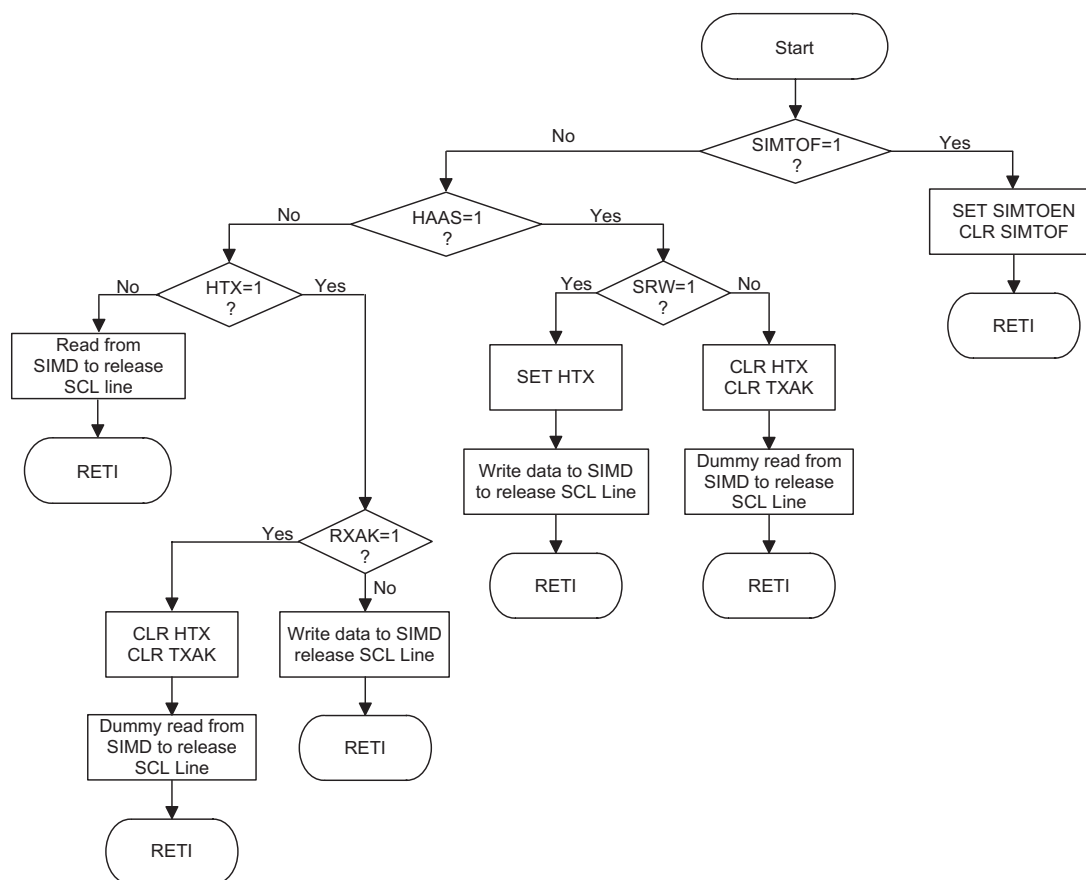 Start
No
SIMTOF=1
?
Yes
No
HAAS=1
?
Yes
SET SIMTOEN
CLR SIMTOF
No
HTX=1
?
Yes
Yes
SRW=1
?
No
RETI
Read from
SIMD to release
SCL line
SET HTX
CLR HTX
CLR TXAK
RETI
Write data to SIMD
to release SCL Line
Dummy read from
SIMD to release
SCL Line
Yes
RXAK=1
?
No
RETI
RETI
CLR HTX
CLR TXAK
Write data to SIMD
release SCL Line
Dummy read from
SIMD to release
SCL Line
RETI
RETI